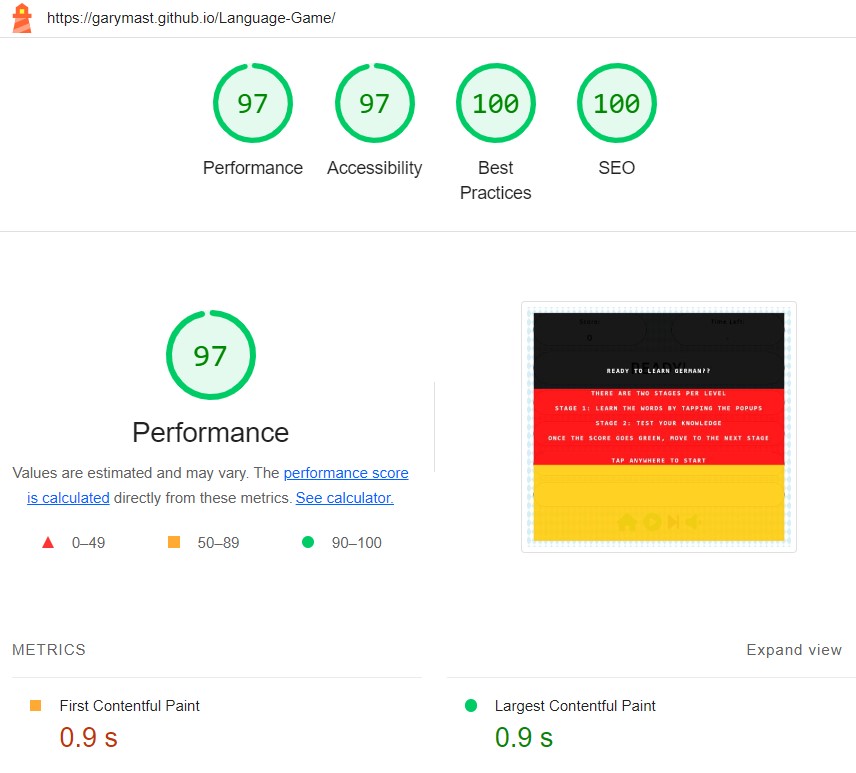 https://garymast.github.io/Language-Game/
97
97
100
100
Performance
Accessibility
Best
Practices
SEO
97
Performance
Values are estimated and may vary. The performance score
is calculated directly from these metrics. See calculator.
0–49
50–89
90–100
Time Left:
0
READY!
READY TO LEARN GERMAN??
THERE ARE TWO STAGES PER LEVEL
STAGE 1: LEARN THE WORDS BY TAPPING THE POPUPS
STAGE 2: TEST YOUR KNOWLEDGE
ONCE THE SCORE GOES GREEN, MOVE TO THE NEXT STAGE
TAP ANYWHERE TO START
METRICS
Expand view
First Contentful Paint
0.9 s
Largest Contentful Paint
0.9 s